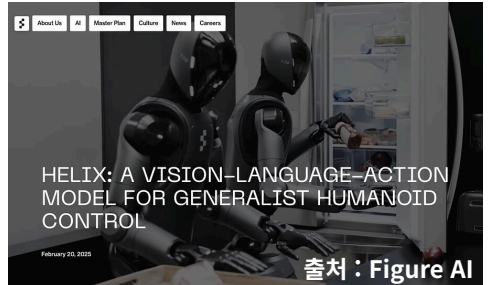 About Us
AI
Master Plan
Culture
News
Careers
HELIX: A VISION-LANGUAGE-ACTION
MODEL FOR GENERALIST HUMANOID
CONTROL
February 20, 2025
출처 : Figure AI